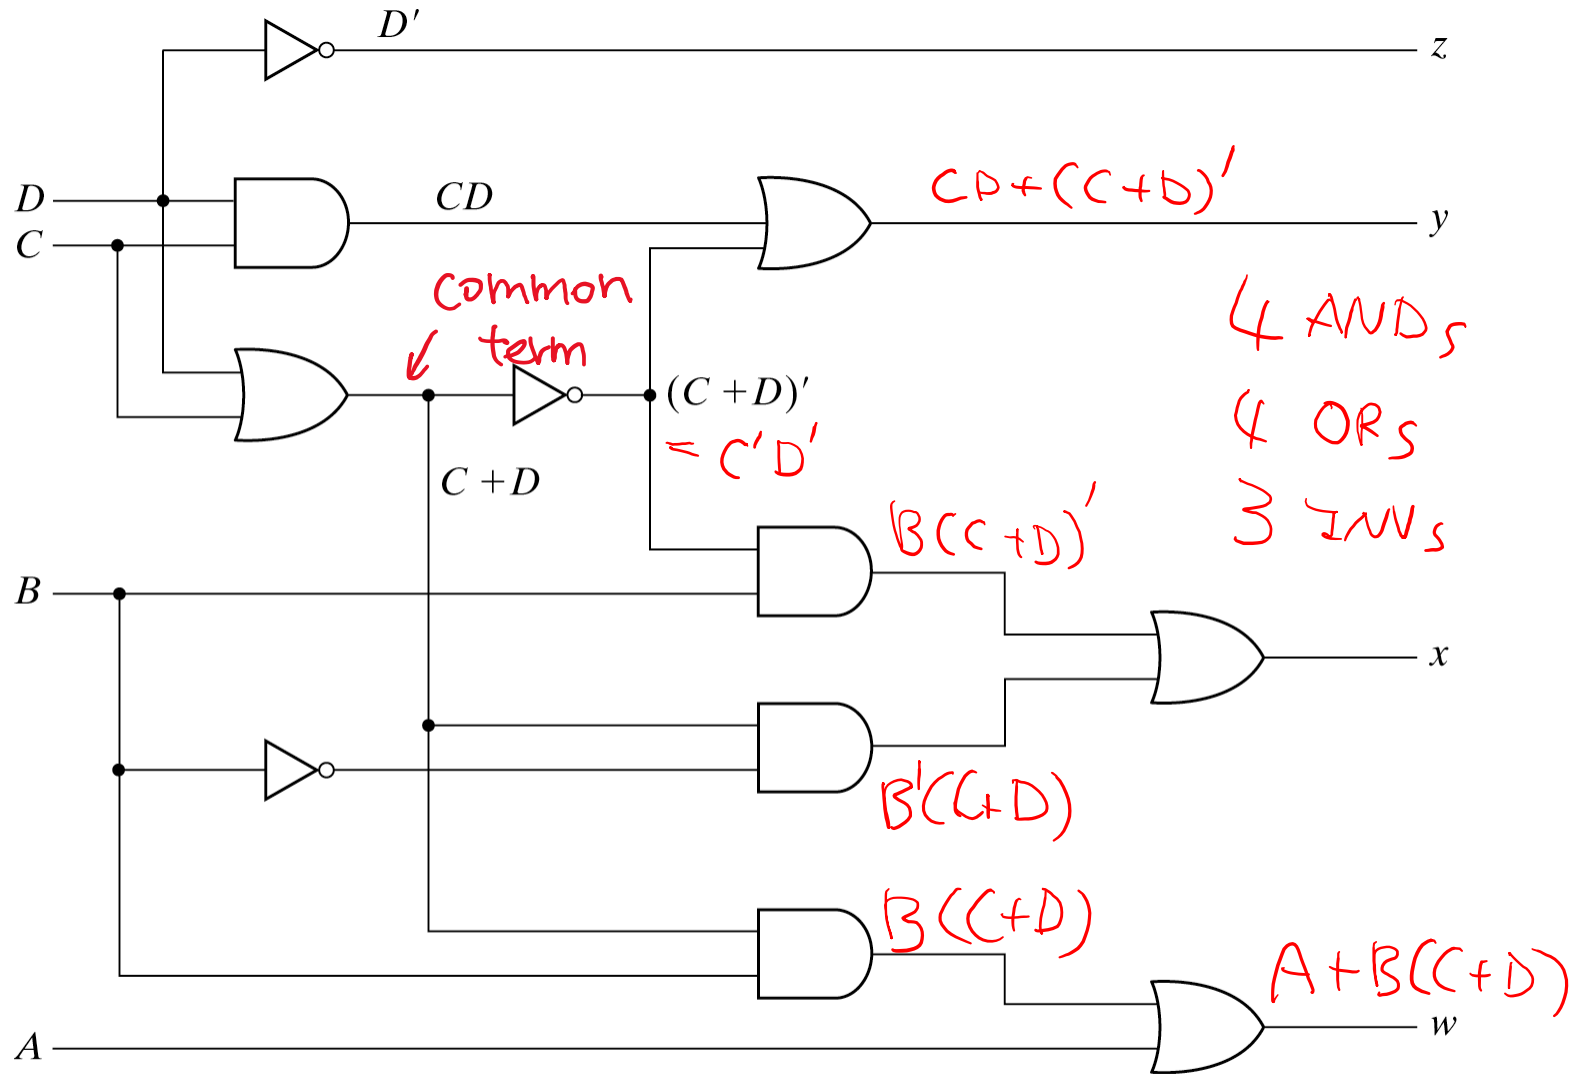 D′
z
D
CD
CD+(C+D)′
y
C
Common
term
4 ANDs
(C + D)′
= C′D′
4 ORs
C + D
B(C+D)′
3 INVs
B
x
B′(C+D)
B(C+D)
A+B(C+D)
w
A